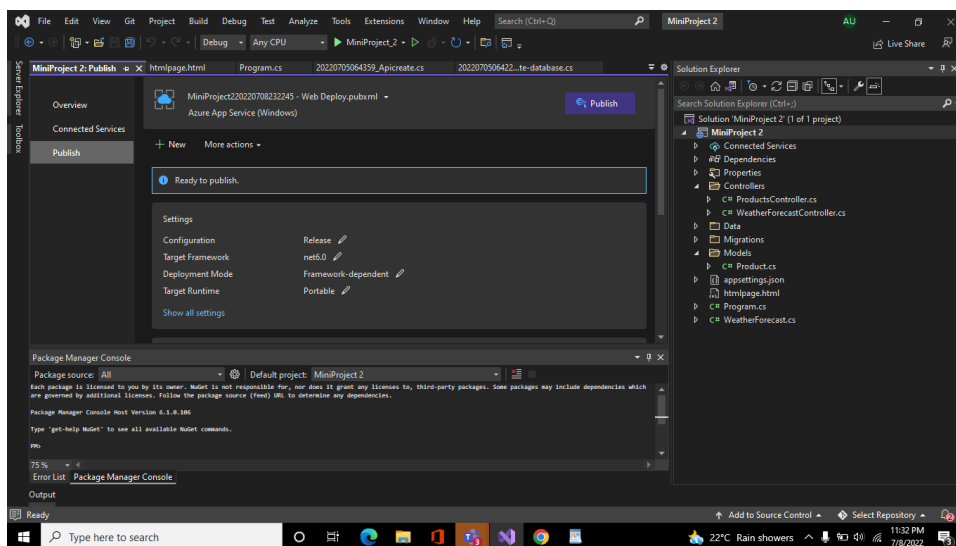 File Edit View Git Project Build Debug Test Analyze Tools Extensions Window Help Search (Ctrl+Q) MiniProject 2 AU
Debug Any CPU MiniProject_2 Live Share
Server Explorer
Toolbox
MiniProject 2: Publish htmlpage.html Program.cs 20220705064359_Apicreate.cs 2022070506422...te-database.cs
Overview
Connected Services
Publish
MiniProject220220708232245 - Web Deploy.pubxml
Azure App Service (Windows)
Publish
New More actions
Ready to publish.
Settings
Configuration Release
Target Framework net6.0
Deployment Mode Framework-dependent
Target Runtime Portable
Show all settings
Package Manager Console
Package source: All Default project: MiniProject 2
Each package is licensed to you by its owner. NuGet is not responsible for, nor does it grant any licenses to, third-party packages. Some packages may include dependencies which
are governed by additional licenses. Follow the package source (feed) URL to determine any dependencies.
Package Manager Console Host Version 6.1.0.106
Type 'get-help NuGet' to see all available NuGet commands.
PM>
75 %
Error List Package Manager Console
Output
Solution Explorer
Search Solution Explorer (Ctrl+;)
Solution 'MiniProject 2' (1 of 1 project)
MiniProject 2
Connected Services
Dependencies
Properties
Controllers
C# ProductsController.cs
C# WeatherForecastController.cs
Data
Migrations
Models
C# Product.cs
appsettings.json
htmlpage.html
C# Program.cs
C# WeatherForecast.cs
Ready Add to Source Control Select Repository 2
Type here to search 22°C Rain showers 11:32 PM
7/8/2022 3